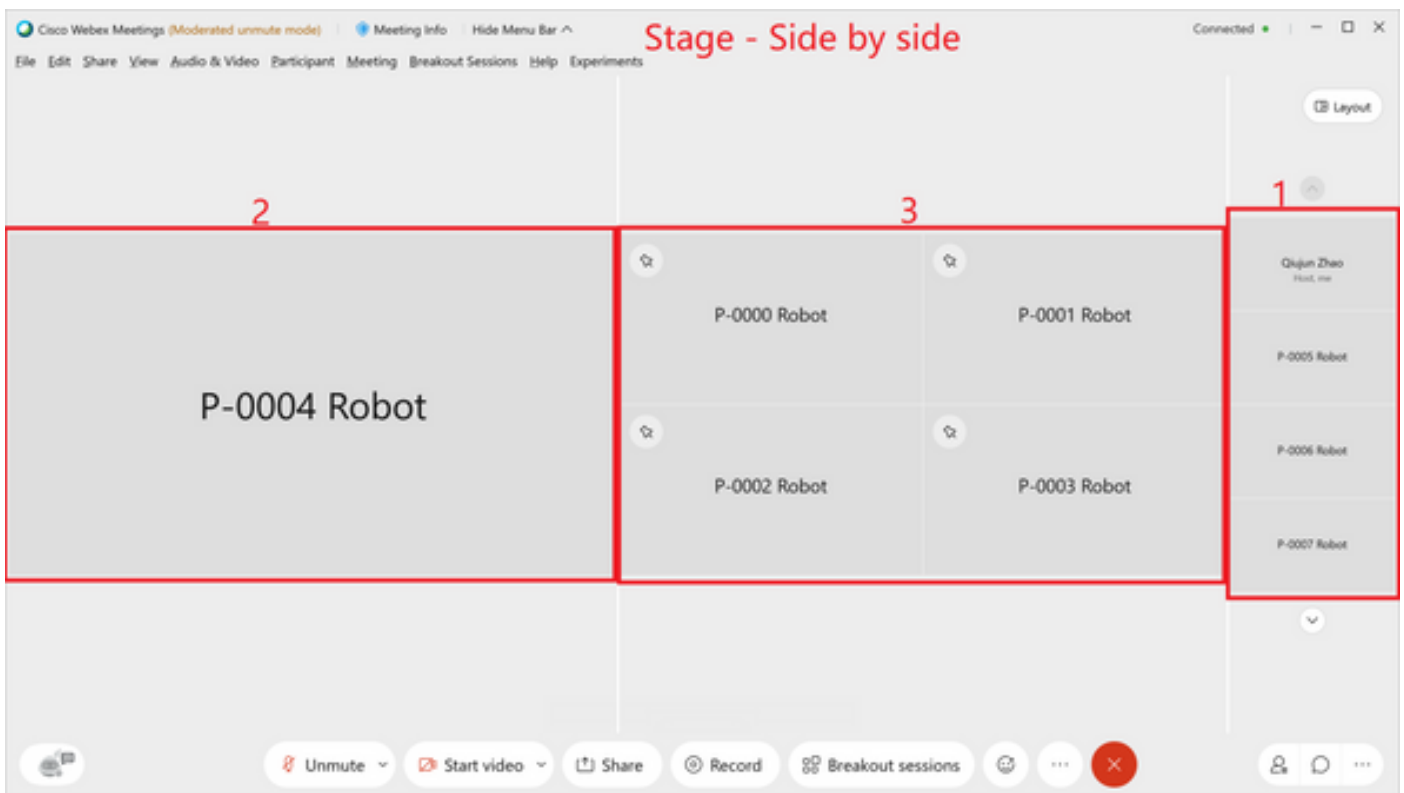 Cisco Webex Meetings (Moderated unmute mode) Meeting Info Hide Menu Bar
Stage - Side by side
Connected
File Edit Share View Audio & Video Participant Meeting Breakout Sessions Help Experiments
Layout
1
2
3
P-0004 Robot
P-0000 Robot
P-0001 Robot
P-0002 Robot
P-0003 Robot
Qiujun Zhao
Host, me
P-0005 Robot
P-0006 Robot
P-0007 Robot
Unmute Start video Share Record Breakout sessions